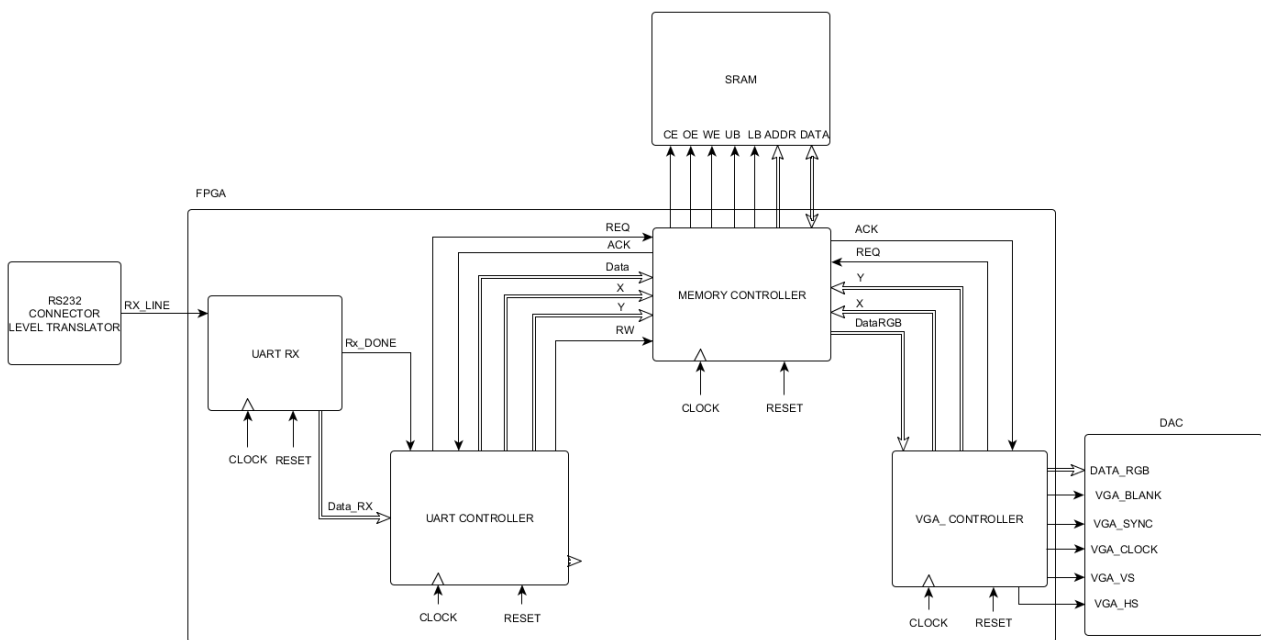 SRAM
CE OE WE UB LB ADDR DATA
FPGA
REQ
ACK
Data
X
Y
RW
MEMORY CONTROLLER
CLOCK
RESET
ACK
REQ
Y
X
DataRGB
RS232
CONNECTOR
LEVEL TRANSLATOR
RX_LINE
UART RX
Rx_DONE
CLOCK
RESET
Data_RX
UART CONTROLLER
CLOCK
RESET
VGA_ CONTROLLER
CLOCK
RESET
DAC
DATA_RGB
VGA_BLANK
VGA_SYNC
VGA_CLOCK
VGA_VS
VGA_HS